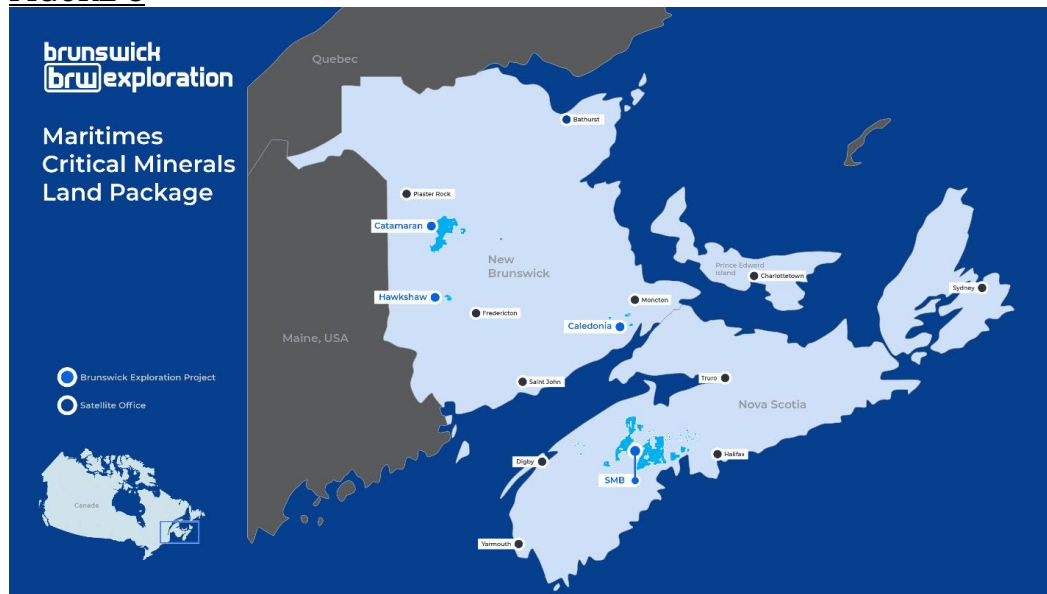 brunswick
brw exploration
Maritimes
Critical Minerals
Land Package
Quebec
Bathurst
Plaster Rock
Catamaran
New
Brunswick
Prince Edward
Island
Charlottetown
Sydney
Hawkshaw
Fredericton
Moncton
Caledonia
Maine, USA
Saint John
Truro
Nova Scotia
Brunswick Exploration Project
Satellite Office
Digby
Halifax
SMB
Canada
Yarmouth